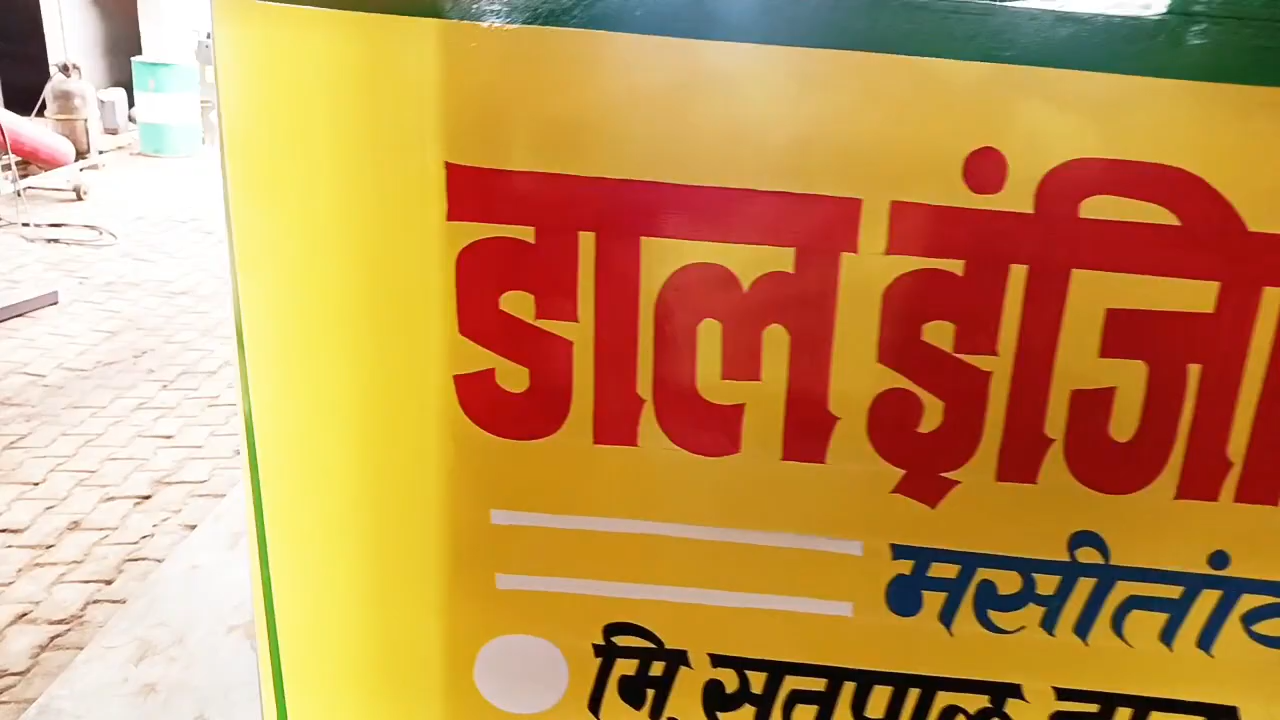 डाल इंजि
मसीतां
मि. सतपाल